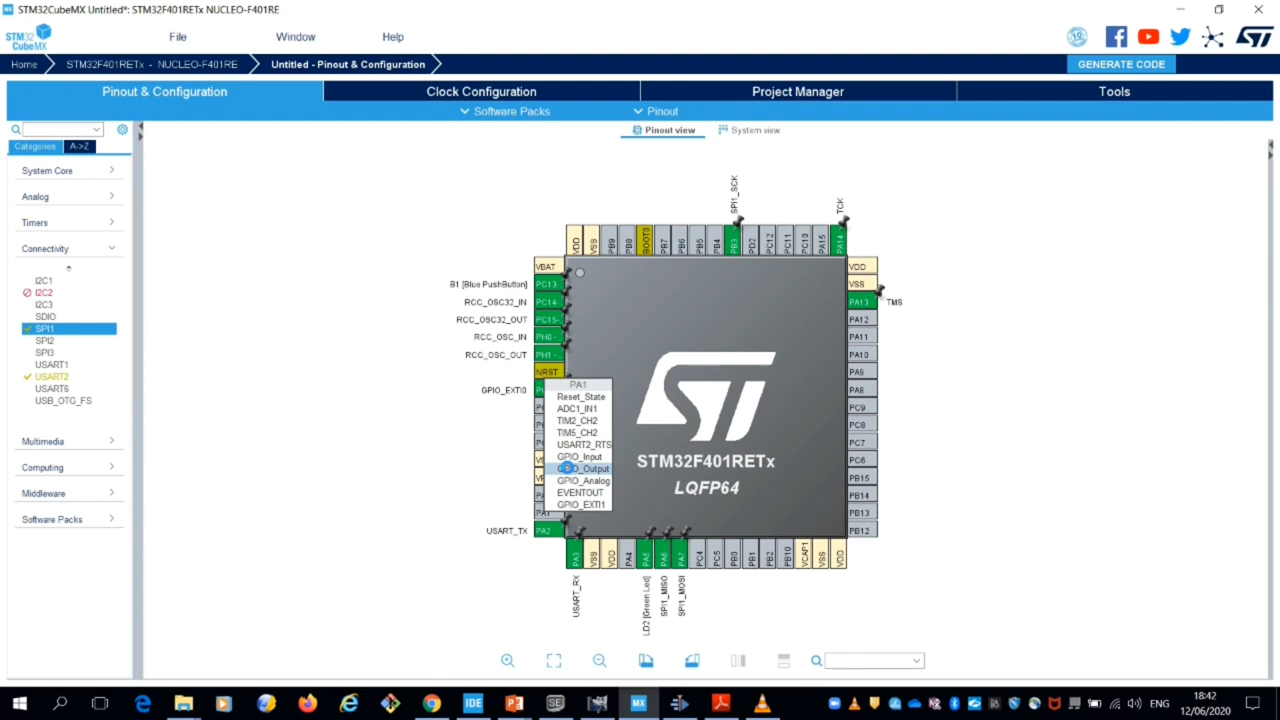 STM32CubeMX Untitled*: STM32F401RETx NUCLEO-F401RE
STM32
CubeMX
File
Window
Help
Home
STM32F401RETx - NUCLEO-F401RE
Untitled - Pinout & Configuration
GENERATE CODE
Pinout & Configuration
Clock Configuration
Project Manager
Tools
Software Packs
Pinout
Pinout view
System view
Categories
A->Z
System Core
Analog
Timers
Connectivity
I2C1
I2C2
I2C3
SDIO
SPI1
SPI2
SPI3
USART1
USART2
USART6
USB_OTG_FS
Multimedia
Computing
Middleware
Software Packs
SPI1_SCK
TCK
VDD
VSS
PB9
PB8
BOOT0
PB7
PB6
PB5
PB4
PB3
PD2
PC12
PC11
PC10
PA15
PA14
VBAT
B1 [Blue PushButton]
PC13-
RCC_OSC32_IN
PC14-
RCC_OSC32_OUT
PC15-
RCC_OSC_IN
PH0 -
RCC_OSC_OUT
PH1 -
NRST
GPIO_EXTI0
PA1
Reset_State
ADC1_IN1
TIM2_CH2
TIM5_CH2
USART2_RTS
GPIO_Input
GPIO_Output
GPIO_Analog
EVENTOUT
GPIO_EXTI1
PA1
USART_TX
PA2
STM32F401RETx
LQFP64
VDD
VSS
PA13
TMS
PA12
PA11
PA10
PA9
PA8
PC9
PC8
PC7
PC6
PB15
PB14
PB13
PB12
PA3
VSS
VDD
PA4
PA5
PA6
PA7
PC4
PC5
PB0
PB1
PB2
PB10
VCAP1
VSS
VDD
USART_RX
LD2 [Green Led]
SPI1_MISO
SPI1_MOSI
IDE
SE
MX
ENG
18:42
12/06/2020